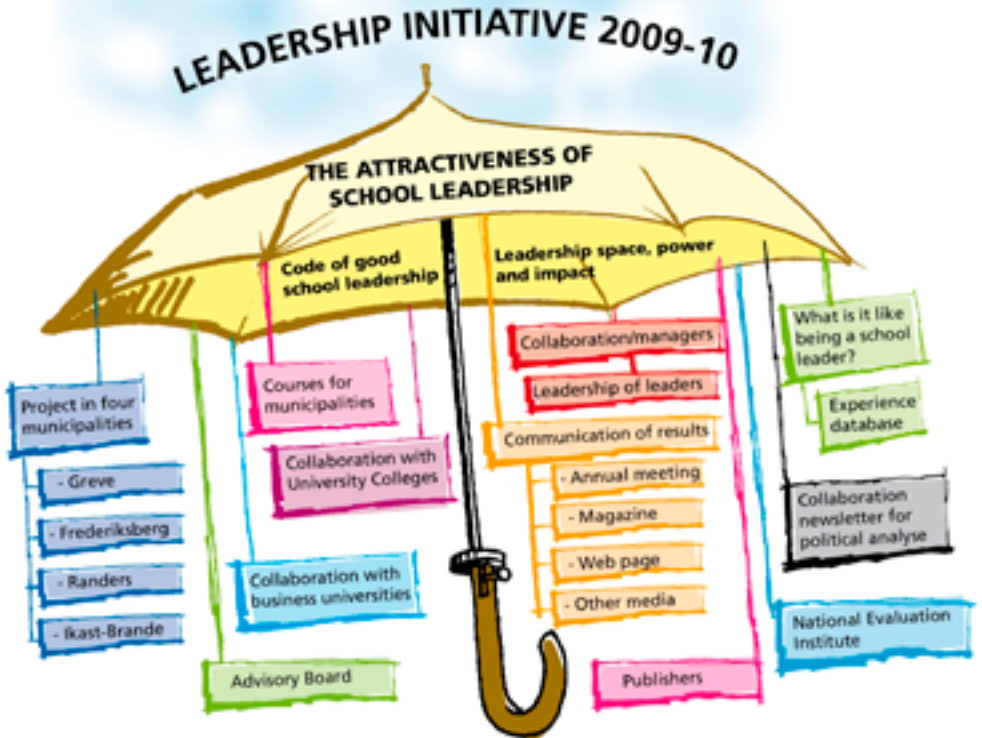 LEADERSHIP INITIATIVE 2009-10
THE ATTRACTIVENESS OF
SCHOOL LEADERSHIP
Code of good
school leadership
Leadership space, power
and impact
Project in four
municipalities
- Greve
- Frederiksberg
- Randers
- Ikast-Brande
Courses for
municipalities
Collaboration with
University Colleges
Collaboration with
business universities
Advisory Board
Collaboration/managers
Leadership of leaders
Communication of results
- Annual meeting
- Magazine
- Web page
- Other media
Publishers
What is it like
being a school
leader?
Experience
database
Collaboration
newsletter for
political analyse
National Evaluation
Institute